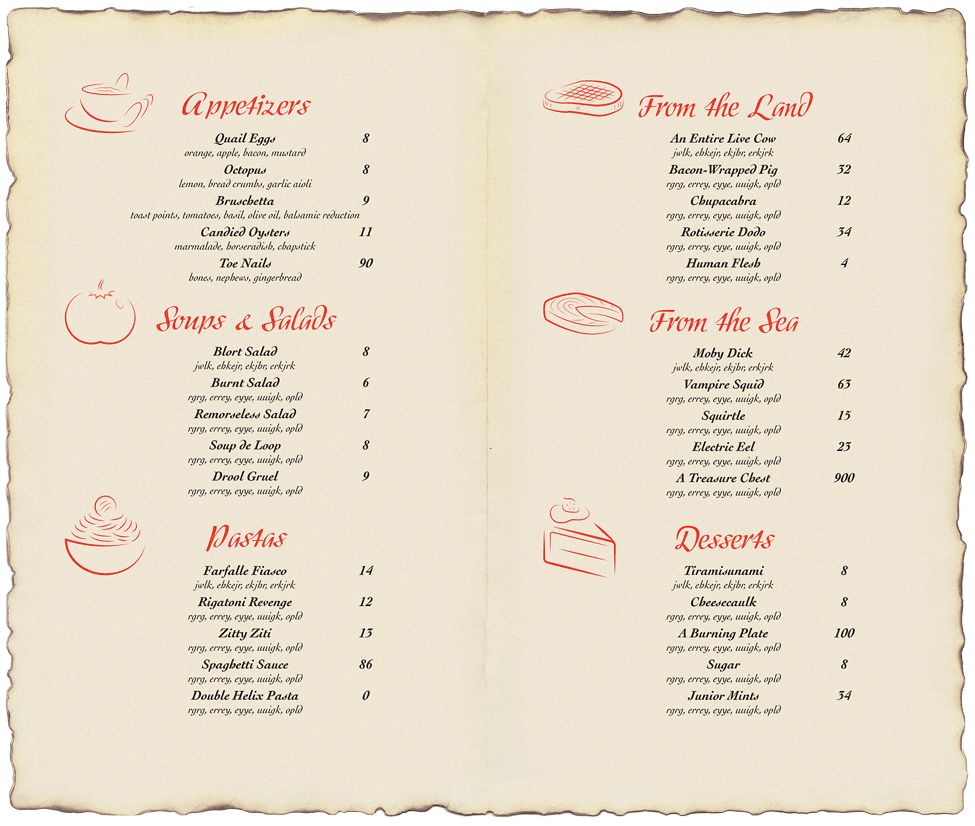 Appetizers
Quail Eggs 8
orange, apple, bacon, mustard
Octopus 8
lemon, bread crumbs, garlic aioli
Bruschetta 9
toast points, tomatoes, basil, olive oil, balsamic reduction
Candied Oysters 11
marmalade, horseradish, chapstick
Toe Nails 90
bones, nephews, gingerbread
Soups & Salads
Blort Salad 8
jwlk, ehkejr, ekjhr, erkjrk
Burnt Salad 6
rgrg, errey, eyye, uuigk, opld
Remorseless Salad 7
rgrg, errey, eyye, uuigk, opld
Soup de Loop 8
rgrg, errey, eyye, uuigk, opld
Drool Gruel 9
rgrg, errey, eyye, uuigk, opld
Pastas
Farfalle Fiasco 14
jwlk, ehkejr, ekjhr, erkjrk
Rigatoni Revenge 12
rgrg, errey, eyye, uuigk, opld
Zitty Ziti 13
rgrg, errey, eyye, uuigk, opld
Spaghetti Sauce 86
rgrg, errey, eyye, uuigk, opld
Double Helix Pasta 0
rgrg, errey, eyye, uuigk, opld
From the Land
An Entire Live Cow 64
jwlk, ehkejr, ekjhr, erkjrk
Bacon-Wrapped Pig 32
rgrg, errey, eyye, uuigk, opld
Chupacabra 12
rgrg, errey, eyye, uuigk, opld
Rotisserie Dodo 34
rgrg, errey, eyye, uuigk, opld
Human Flesh 4
rgrg, errey, eyye, uuigk, opld
From the Sea
Moby Dick 42
jwlk, ehkejr, ekjhr, erkjrk
Vampire Squid 63
rgrg, errey, eyye, uuigk, opld
Squirtle 15
rgrg, errey, eyye, uuigk, opld
Electric Eel 23
rgrg, errey, eyye, uuigk, opld
A Treasure Chest 900
rgrg, errey, eyye, uuigk, opld
Desserts
Tiramisunami 8
jwlk, ehkejr, ekjhr, erkjrk
Cheesecaulk 8
rgrg, errey, eyye, uuigk, opld
A Burning Plate 100
rgrg, errey, eyye, uuigk, opld
Sugar 8
rgrg, errey, eyye, uuigk, opld
Junior Mints 34
rgrg, errey, eyye, uuigk, opld